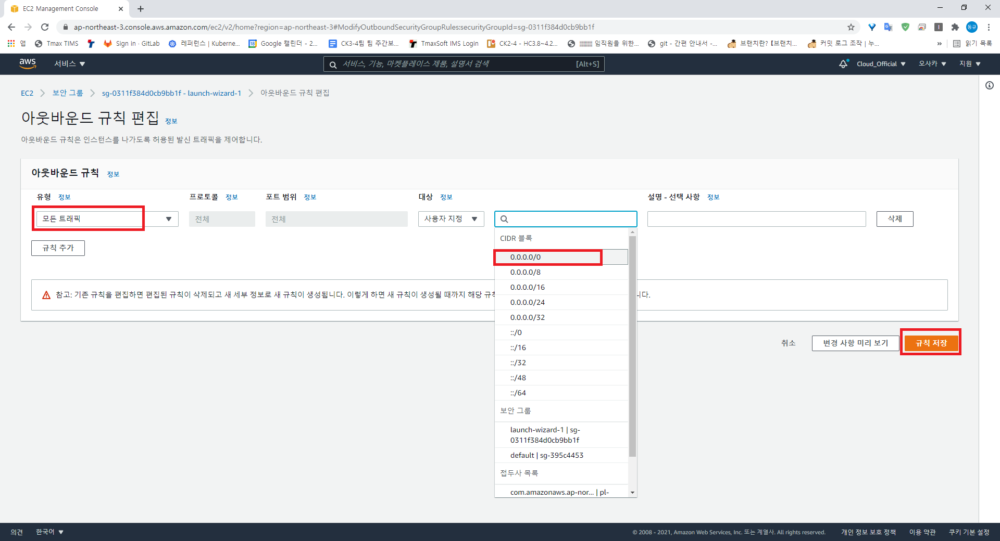 EC2 Management Console
ap-northeast-3.console.aws.amazon.com/ec2/v2/home?region=ap-northeast-3#ModifyOutboundSecurityGroupRules:securityGroupId=sg-0311f384d0cb9bb1f
동규
앱 Tmax TIMS Sign in · GitLab 레퍼런스 | Kuberne... 18 Google 캘린더 - 2... CK3-4팀 팀 주간보... TmaxSoft IMS Login CK2-4 - HC3.8~4.2... 임직원을 위한... git - 간편 안내서 -... 브랜치란? 【브랜치... 커밋 로그 조작 | 누... » 읽기 목록
aws 서비스 서비스, 기능, 마켓플레이스 제품, 설명서 검색 [Alt+S] Cloud_Official 오사카 지원
EC2 > 보안 그룹 > sg-0311f384d0cb9bb1f - launch-wizard-1 > 아웃바운드 규칙 편집
아웃바운드 규칙 편집 정보
아웃바운드 규칙은 인스턴스를 나가도록 허용된 발신 트래픽을 제어합니다.
아웃바운드 규칙 정보
유형 정보 프로토콜 정보 포트 범위 정보 대상 정보 설명 - 선택 사항 정보
모든 트래픽 전체 전체 사용자 지정 삭제
규칙 추가
CIDR 블록
0.0.0.0/0
0.0.0.0/8
0.0.0.0/16
0.0.0.0/24
0.0.0.0/32
::/0
::/16
::/32
::/48
::/64
보안 그룹
launch-wizard-1 | sg-
0311f384d0cb9bb1f
default | sg-395c4453
접두사 목록
com.amazonaws.ap-nor... | pl-
참고: 기존 규칙을 편집하면 편집된 규칙이 삭제되고 새 세부 정보로 새 규칙이 생성됩니다. 이렇게 하면 새 규칙이 생성될 때까지 해당 규칙 니다.
취소 변경 사항 미리 보기 규칙 저장
의견 한국어 © 2008 - 2021, Amazon Web Services, Inc. 또는 계열사. All rights reserved. 개인 정보 보호 정책 이용 약관 쿠키 기본 설정